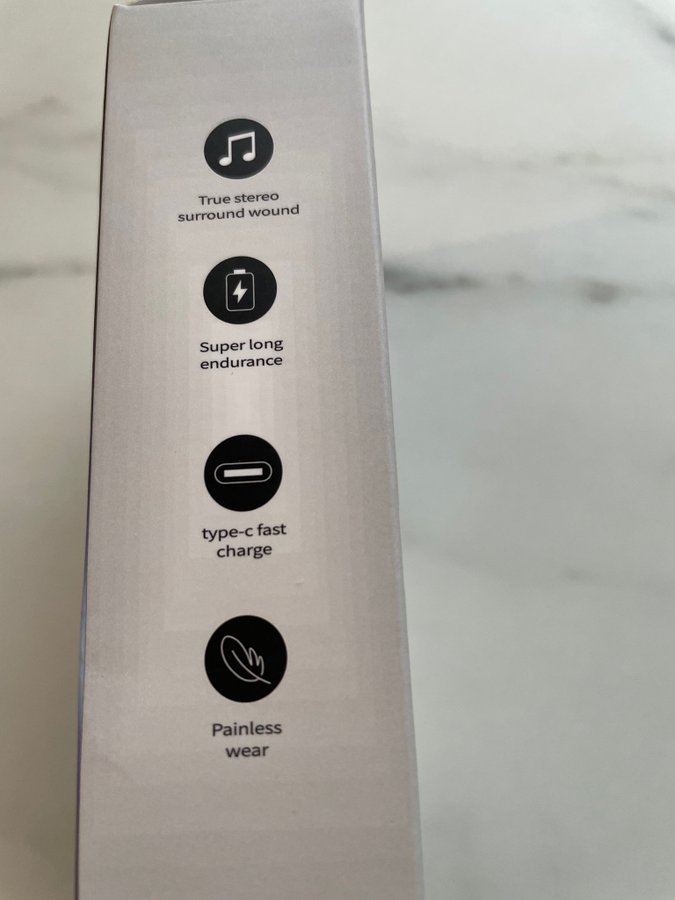 True stereo
surround wound
Super long
endurance
type-c fast
charge
Painless
wear